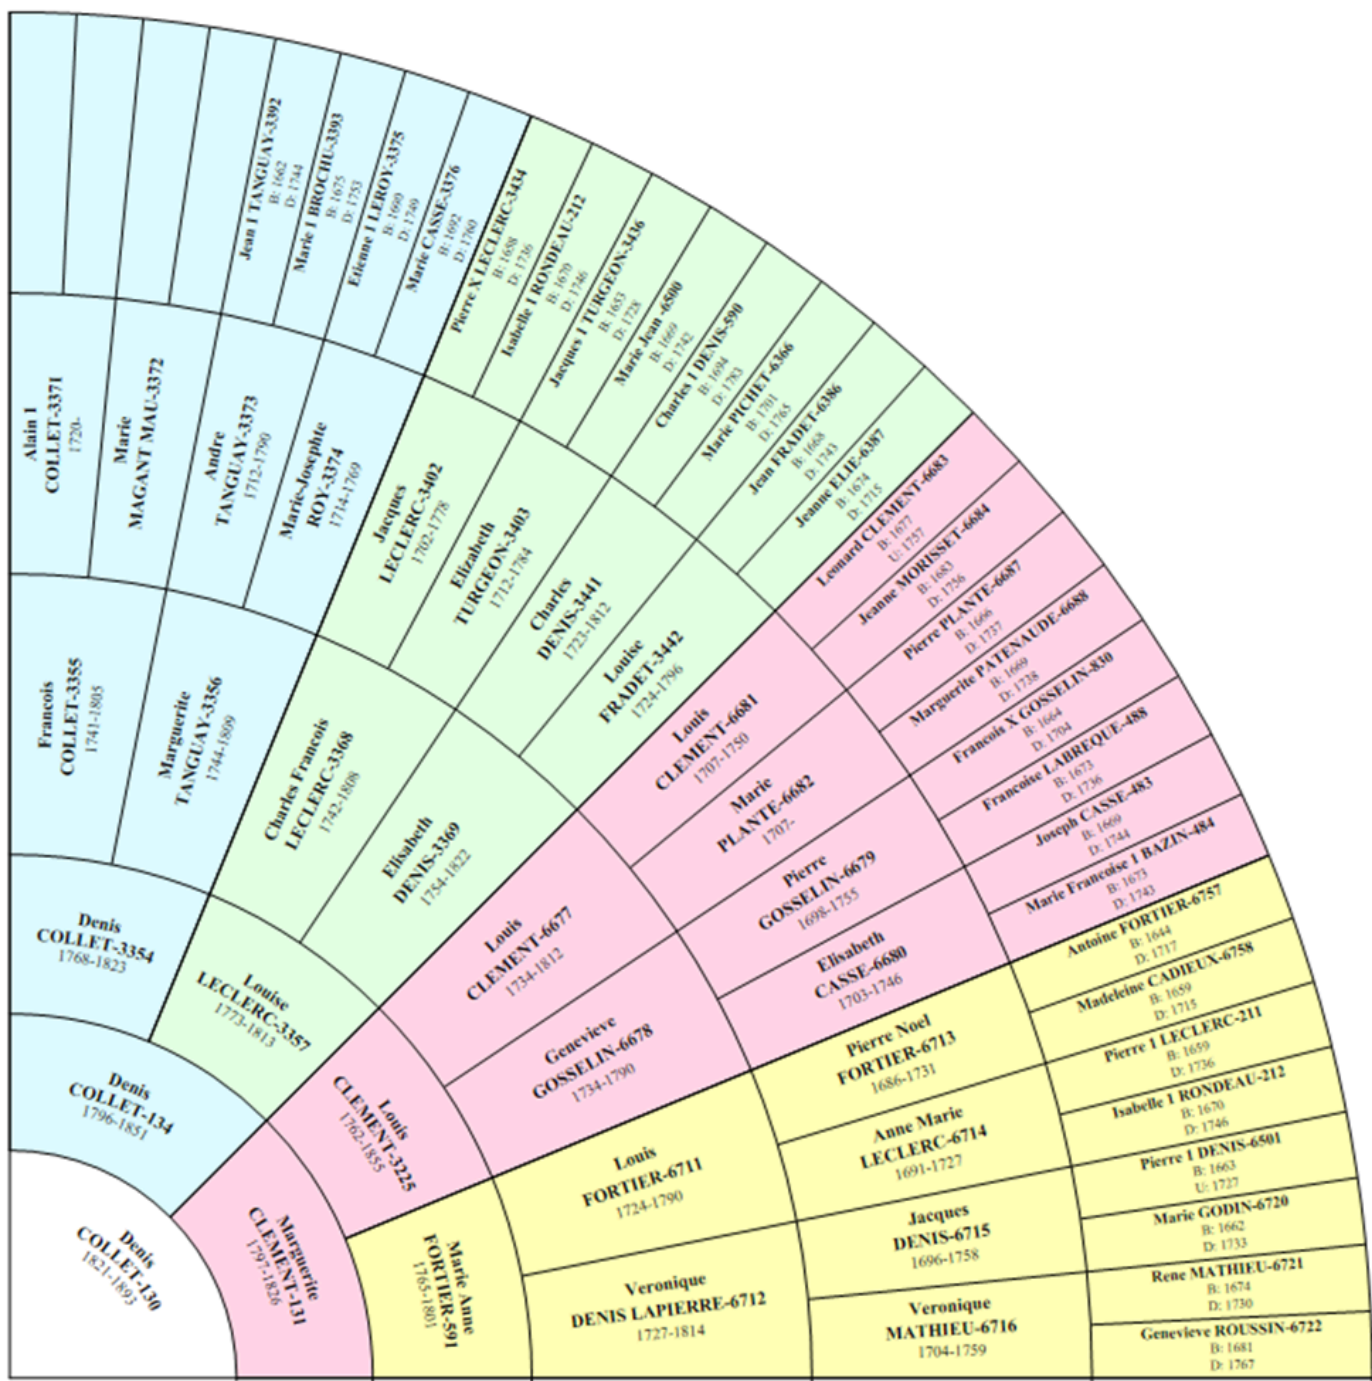 Jean 1 TANGUAY-3392
B: 1662
D: 1744
Marie 1 BROCHU-3393
B: 1675
D: 1753
Etienne 1 LEROY-3375
B: 1690
D: 1749
Marie CASSE-3376
B: 1692
D: 1760
Pierre X LECLERC-3434
B: 1658
D: 1736
Isabelle 1 RONDEAU-212
B: 1670
D: 1746
Jacques 1 TURGEON-3436
B: 1653
D: 1728
Marie Jean -6500
B: 1669
D: 1742
Charles 1 DENIS-590
B: 1694
D: 1783
Marie PICHET-6366
B: 1701
D: 1765
Jean FRADET-6386
B: 1668
D: 1743
Jeanne ELIE-6387
B: 1674
D: 1715
Leonard CLEMENT-6683
B: 1677
U: 1757
Jeanne MORISSET-6684
B: 1683
D: 1756
Pierre PLANTE-6687
B: 1666
D: 1737
Marguerite PATENAUDE-6688
B: 1669
D: 1738
Francois X GOSSELIN-830
B: 1664
D: 1704
Francoise LABREQUE-488
B: 1673
D: 1736
Joseph CASSE-483
B: 1669
D: 1744
Marie Francoise 1 BAZIN-484
B: 1673
D: 1743
Antoine FORTIER-6757
B: 1644
D: 1717
Madeleine CADIEUX-6758
B: 1659
D: 1715
Pierre 1 LECLERC-211
B: 1659
D: 1736
Isabelle 1 RONDEAU-212
B: 1670
D: 1746
Pierre 1 DENIS-6501
B: 1663
U: 1727
Marie GODIN-6720
B: 1662
D: 1733
Rene MATHIEU-6721
B: 1674
D: 1730
Genevieve ROUSSIN-6722
B: 1681
D: 1767
Alain 1
COLLET-3371
1720-
Marie
MAGANT MAU-3372
Andre
TANGUAY-3373
1712-1790
Marie-Josephte
ROY-3374
1714-1769
Jacques
LECLERC-3402
1702-1778
Elizabeth
TURGEON-3403
1712-1784
Charles
DENIS-3441
1723-1812
Louise
FRADET-3442
1724-1796
Louis
CLEMENT-6681
1707-1750
Marie
PLANTE-6682
1707-
Pierre
GOSSELIN-6679
1698-1755
Elisabeth
CASSE-6680
1703-1746
Pierre Noel
FORTIER-6713
1686-1731
Anne Marie
LECLERC-6714
1691-1727
Jacques
DENIS-6715
1696-1758
Veronique
MATHIEU-6716
1704-1759
Francois
COLLET-3355
1741-1805
Marguerite
TANGUAY-3356
1744-1809
Charles Francois
LECLERC-3368
1742-1808
Elisabeth
DENIS-3369
1754-1822
Louis
CLEMENT-6677
1734-1812
Genevieve
GOSSELIN-6678
1734-1790
Louis
FORTIER-6711
1724-1790
Veronique
DENIS LAPIERRE-6712
1727-1814
Denis
COLLET-3354
1768-1823
Louise
LECLERC-3357
1773-1813
Louis
CLEMENT-3225
1762-1855
Marie Anne
FORTIER-591
1765-1801
Denis
COLLET-134
1796-1851
Marguerite
CLEMENT-131
1797-1826
Denis
COLLET-130
1821-1893